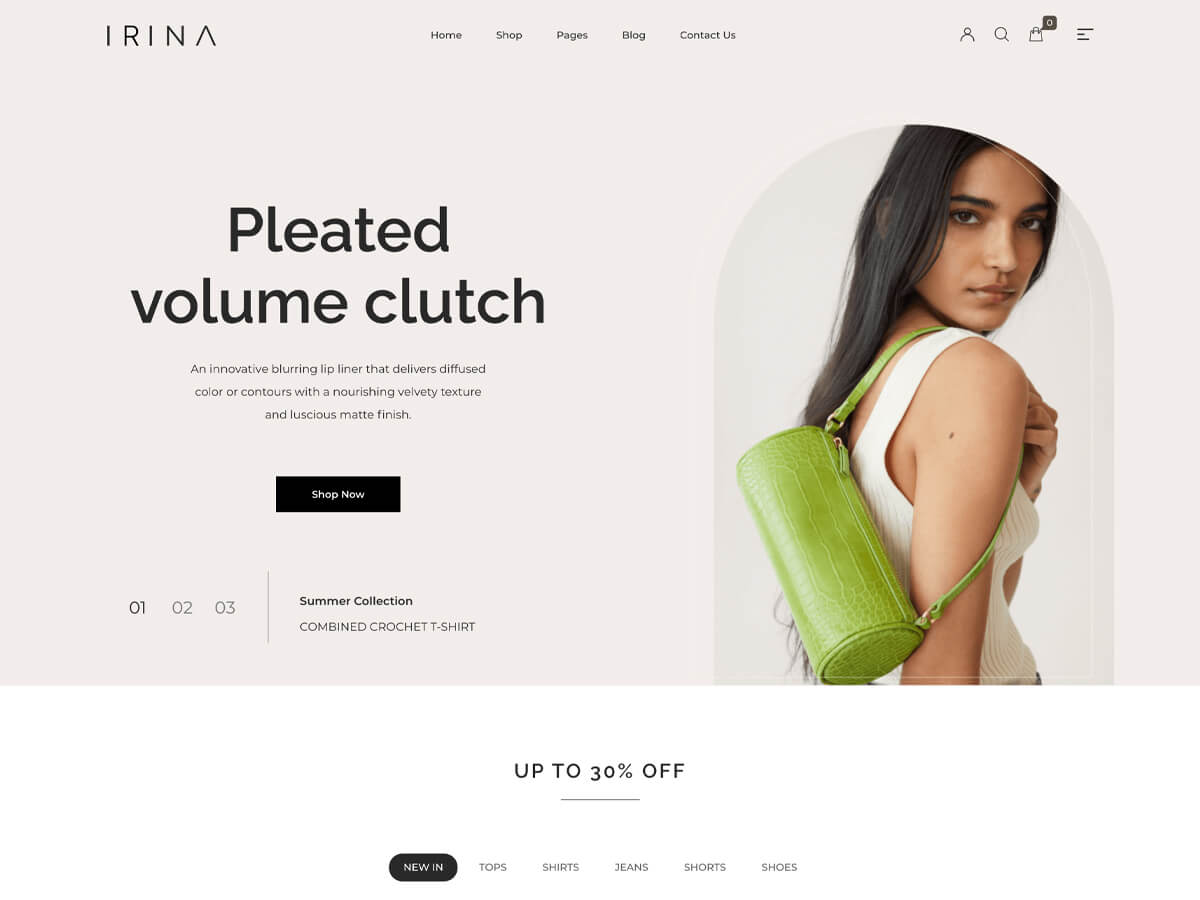 IRINA
Home Shop Pages Blog Contact Us
0
Pleated
volume clutch
An innovative blurring lip liner that delivers diffused
color or contours with a nourishing velvety texture
and luscious matte finish.
Shop Now
01 02 03
Summer Collection
COMBINED CROCHET T-SHIRT
UP TO 30% OFF
NEW IN TOPS SHIRTS JEANS SHORTS SHOES